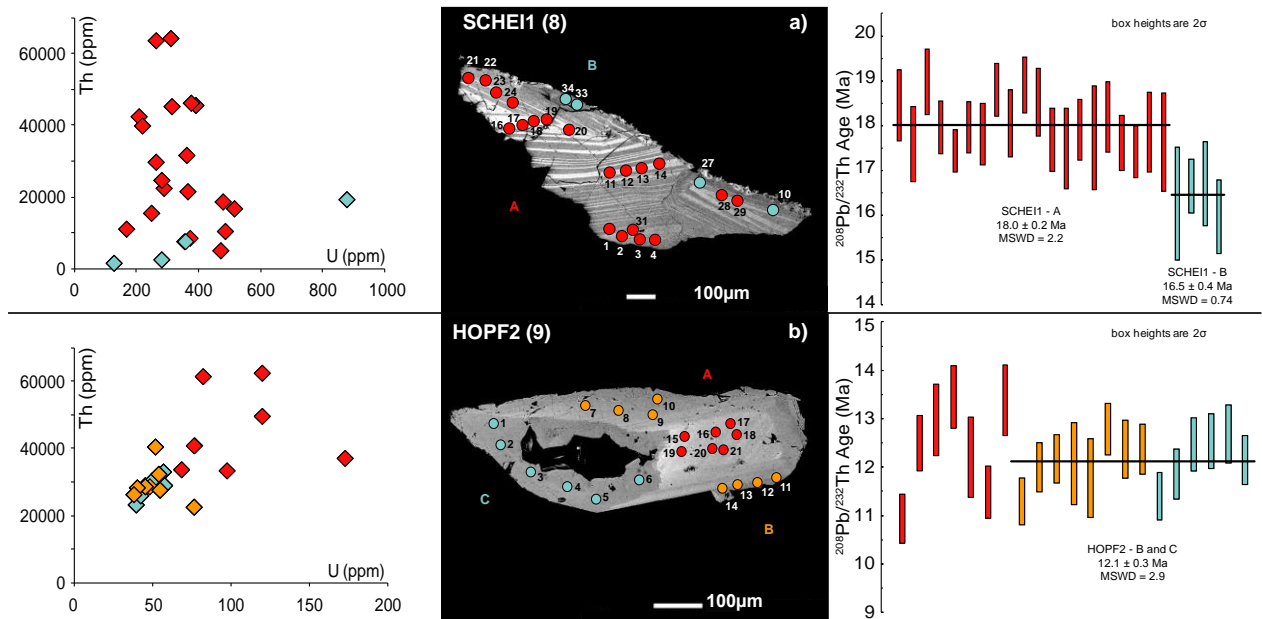 Th (ppm)
60000
40000
20000
0
U (ppm)
0 200 400 600 800 1000
SCHEI1 (8) a)
21 22
B
23
34 33
24
19
17
16 18 20
27
11 12 13 14
10
28 29
A
31
1 2 3 4
100μm
box heights are 2σ
20
19
18
17
16
15
14
208Pb/232Th Age (Ma)
SCHEI1 - A
18.0 ± 0.2 Ma
MSWD = 2.2
SCHEI1 - B
16.5 ± 0.4 Ma
MSWD = 0.74
Th (ppm)
60000
40000
20000
0
U (ppm)
0 50 100 150 200
HOPF2 (9) b)
A
10
7 8 9
1 17
16
15 18
2
19 20 21
3 6
4
11
12
13
C 5
14
B
100μm
box heights are 2σ
15
14
13
12
11
10
9
208Pb/232Th Age (Ma)
HOPF2 - B and C
12.1 ± 0.3 Ma
MSWD = 2.9